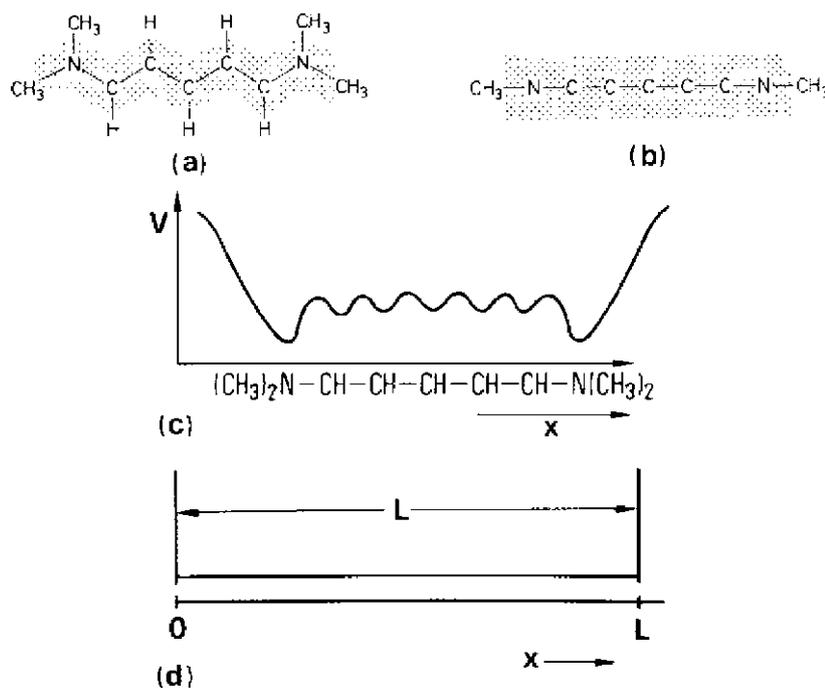 CH₃ H H CH₃
N C C C C C N
CH₃ H H H CH₃
(a)
CH₃–N–C–C–C–C–C–N–CH₃
(b)
V
(CH₃)₂N–CH–CH–CH–CH–CH–N(CH₃)₂
x
(c)
L
0 L
x
(d)